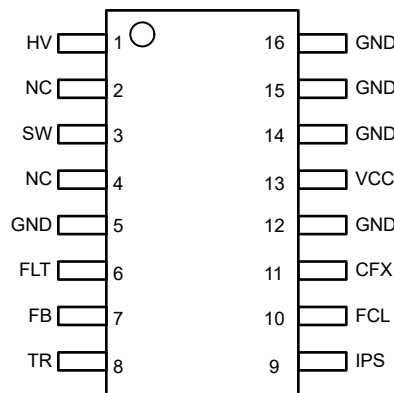 HV 1 16 GND
NC 2 15 GND
SW 3 14 GND
NC 4 13 VCC
GND 5 12 GND
FLT 6 11 CFX
FB 7 10 FCL
TR 8 9 IPS